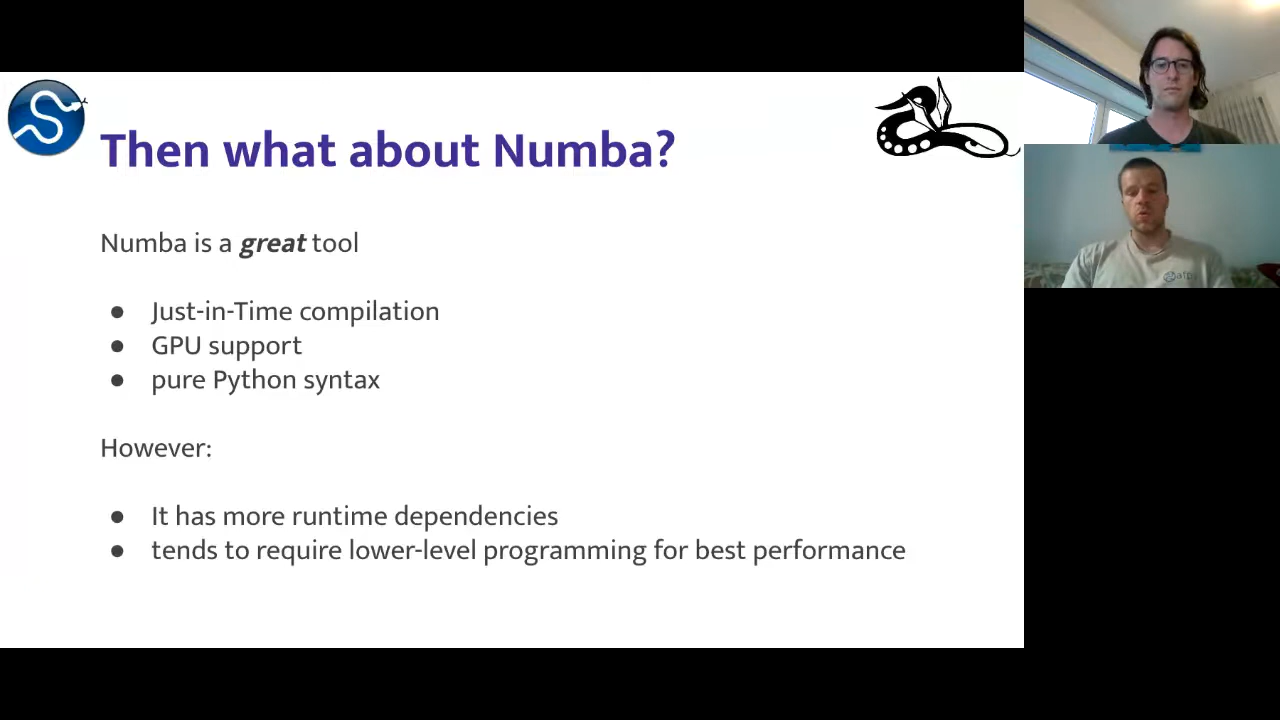 Then what about Numba?
Numba is a great tool
● Just-in-Time compilation
● GPU support
● pure Python syntax
However:
● It has more runtime dependencies
● tends to require lower-level programming for best performance